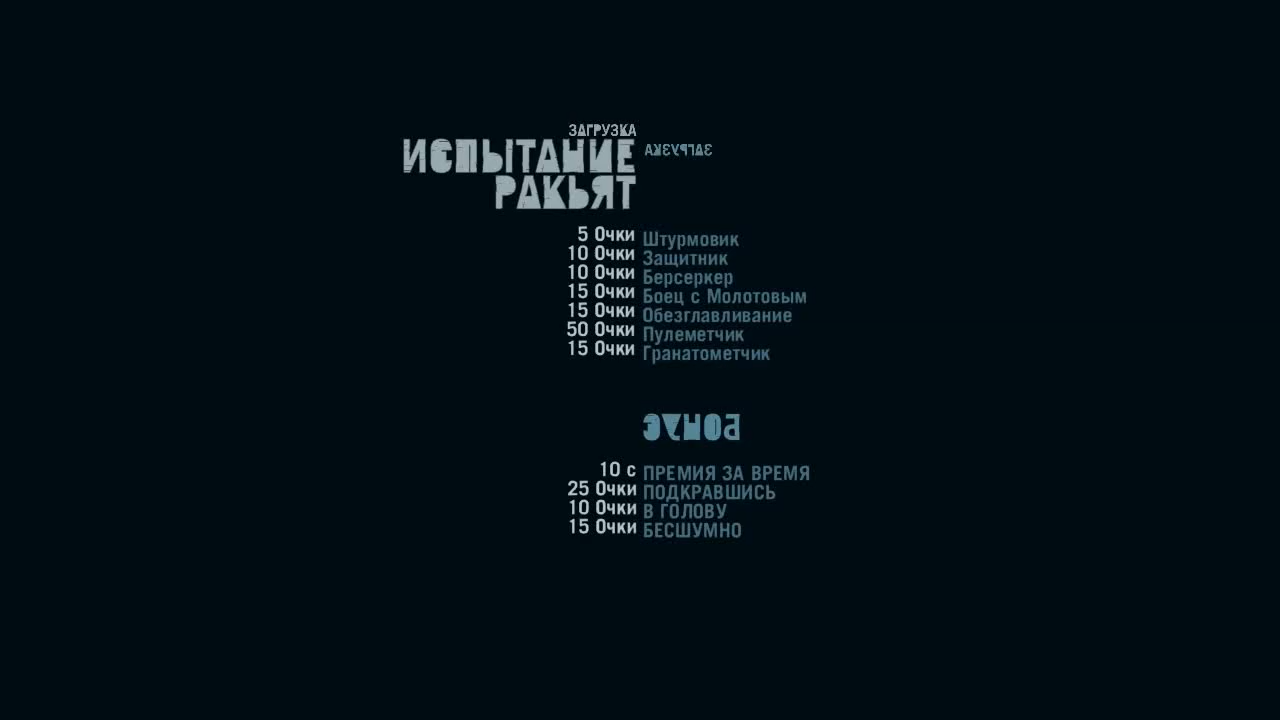 ЗАГРУЗКА
ИСПЫТАНИЕ
РАКЬЯТ
ЗАГРУЗКА
5 Очки Штурмовик
10 Очки Защитник
10 Очки Берсеркер
15 Очки Боец с Молотовым
15 Очки Обезглавливание
50 Очки Пулеметчик
15 Очки Гранатометчик
10 с ПРЕМИЯ ЗА ВРЕМЯ
25 Очки ПОДКРАВШИСЬ
10 Очки В ГОЛОВУ
15 Очки БЕСШУМНО